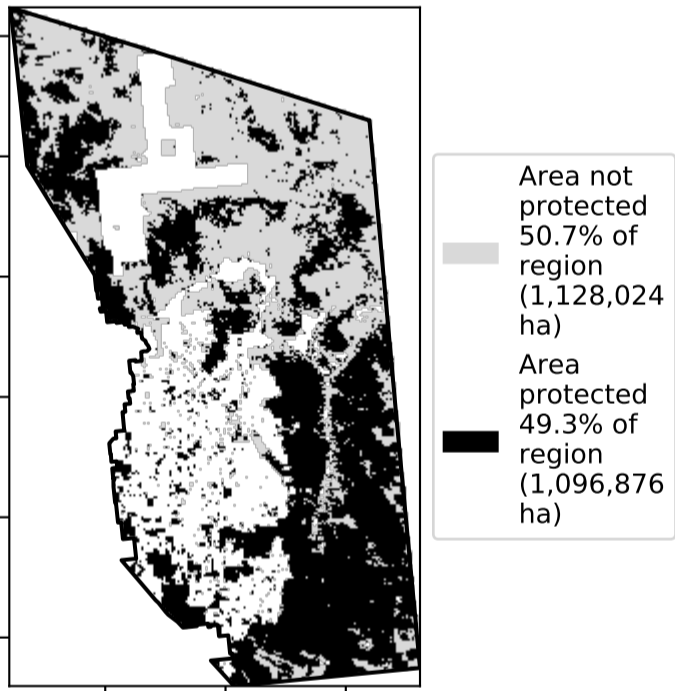 Area not
protected
50.7% of
region
(1,128,024
ha)
Area
protected
49.3% of
region
(1,096,876
ha)